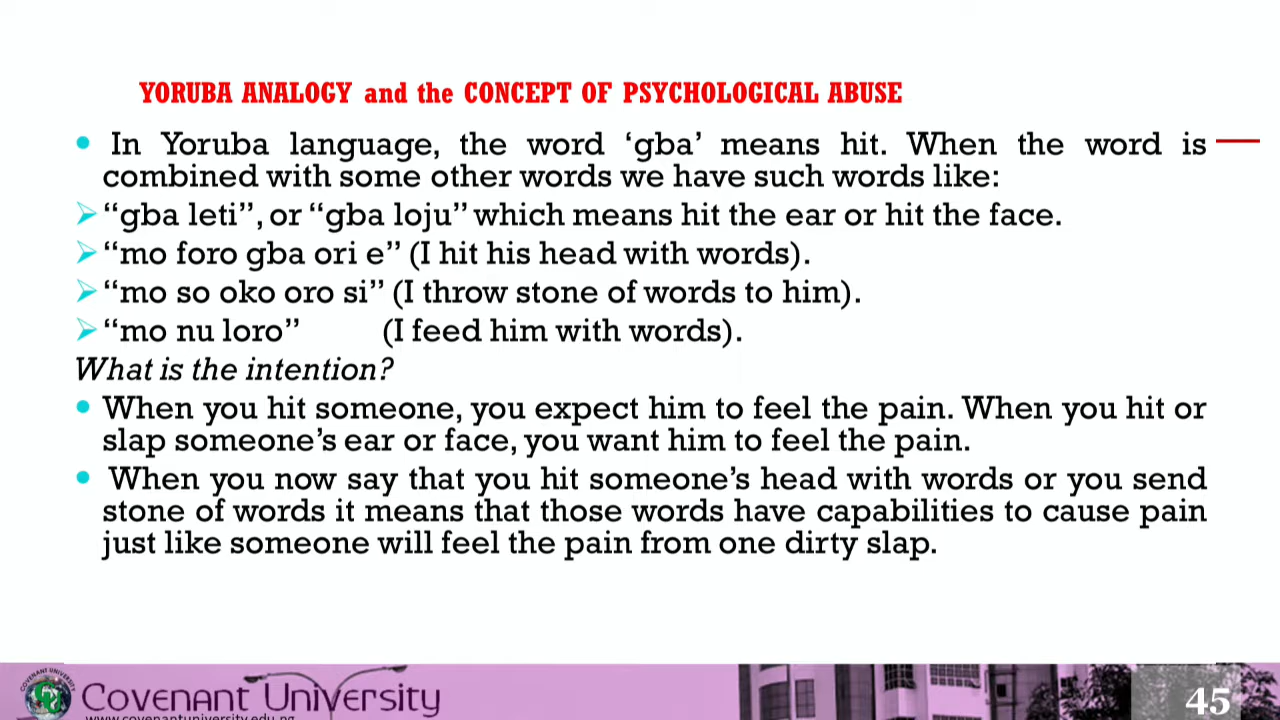 YORUBA ANALOGY and the CONCEPT OF PSYCHOLOGICAL ABUSE
In Yoruba language, the word ‘gba’ means hit. When the word is
combined with some other words we have such words like:
“gba leti”, or “gba loju” which means hit the ear or hit the face.
“mo foro gba ori e” (I hit his head with words).
“mo so oko oro si” (I throw stone of words to him).
“mo nu loro” (I feed him with words).
What is the intention?
When you hit someone, you expect him to feel the pain. When you hit or
slap someone’s ear or face, you want him to feel the pain.
When you now say that you hit someone’s head with words or you send
stone of words it means that those words have capabilities to cause pain
just like someone will feel the pain from one dirty slap.
COVENANT UNIVERSITY
Covenant University
www.covenantuniversity.edu.ng
45